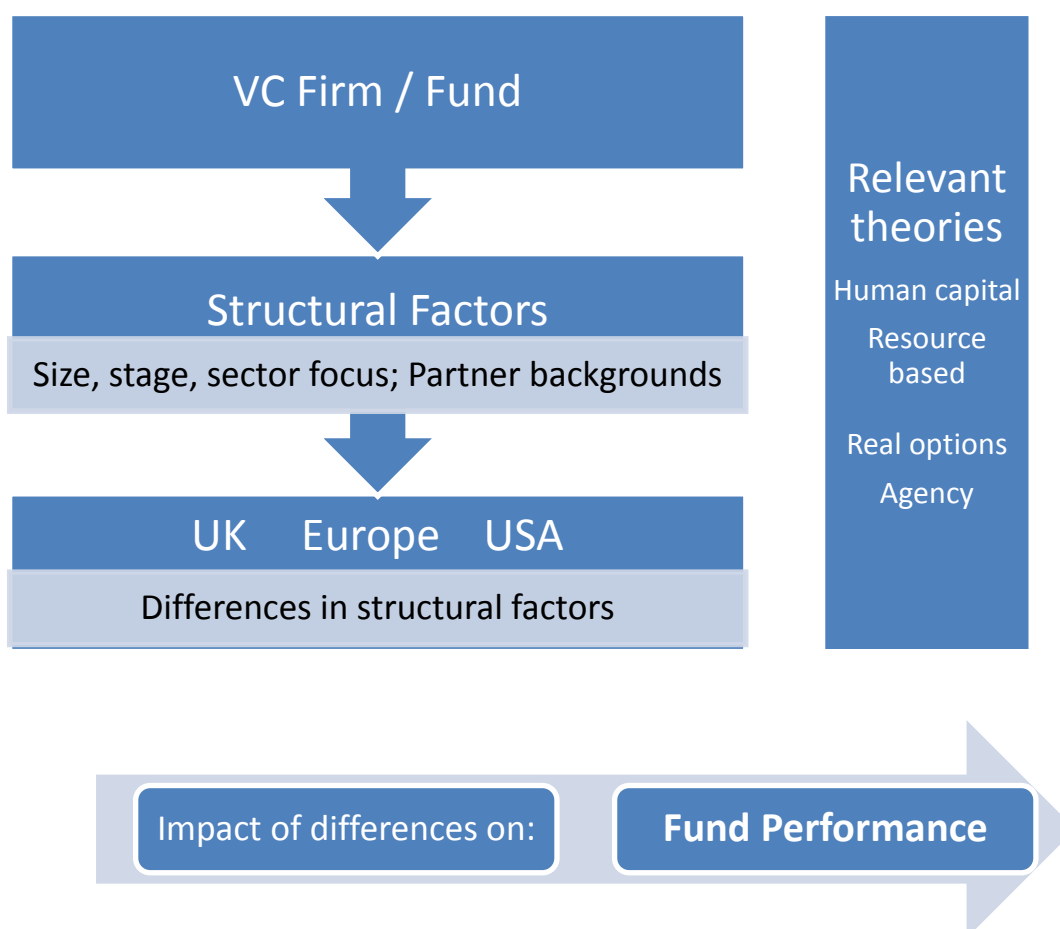 VC Firm / Fund
Structural Factors
Size, stage, sector focus; Partner backgrounds
UK Europe USA
Differences in structural factors
Relevant
theories
Human capital
Resource
based
Real options
Agency
Impact of differences on:
Fund Performance